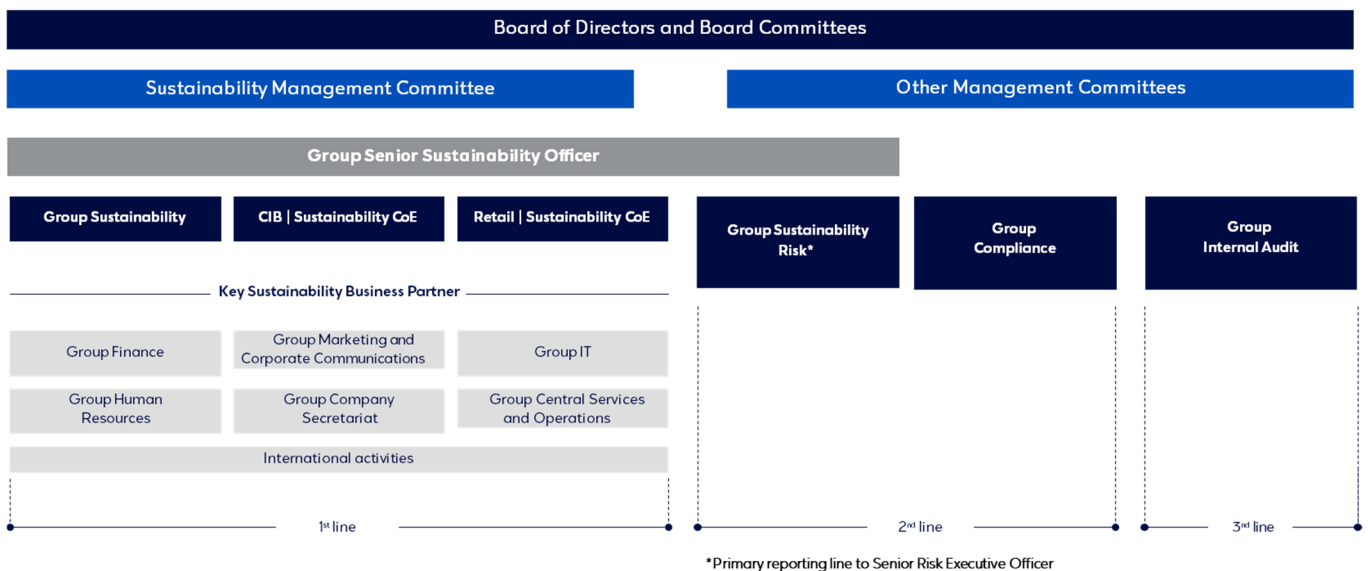 Board of Directors and Board Committees
Sustainability Management Committee
Other Management Committees
Group Senior Sustainability Officer
Group Sustainability
CIB | Sustainability CoE
Retail | Sustainability CoE
Group Sustainability
Risk*
Group
Compliance
Group
Internal Audit
Key Sustainability Business Partner
Group Finance
Group Marketing and
Corporate Communications
Group IT
Group Human
Resources
Group Company
Secretariat
Group Central Services
and Operations
International activities
1st line
2nd line
3nd line
*Primary reporting line to Senior Risk Executive Officer